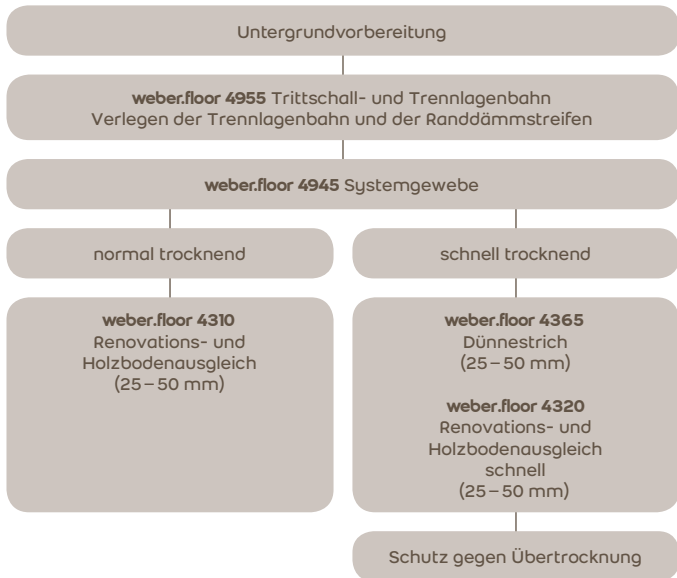 Untergrundvorbereitung
weber.floor 4955 Trittschall- und Trennlagenbahn
Verlegen der Trennlagenbahn und der Randdämmstreifen
weber.floor 4945 Systemgewebe
normal trocknend
schnell trocknend
weber.floor 4310
Renovations- und
Holzbodenausgleich
(25–50 mm)
weber.floor 4365
Dünnestrich
(25–50 mm)
weber.floor 4320
Renovations- und
Holzbodenausgleich
schnell
(25–50 mm)
Schutz gegen Übertrocknung